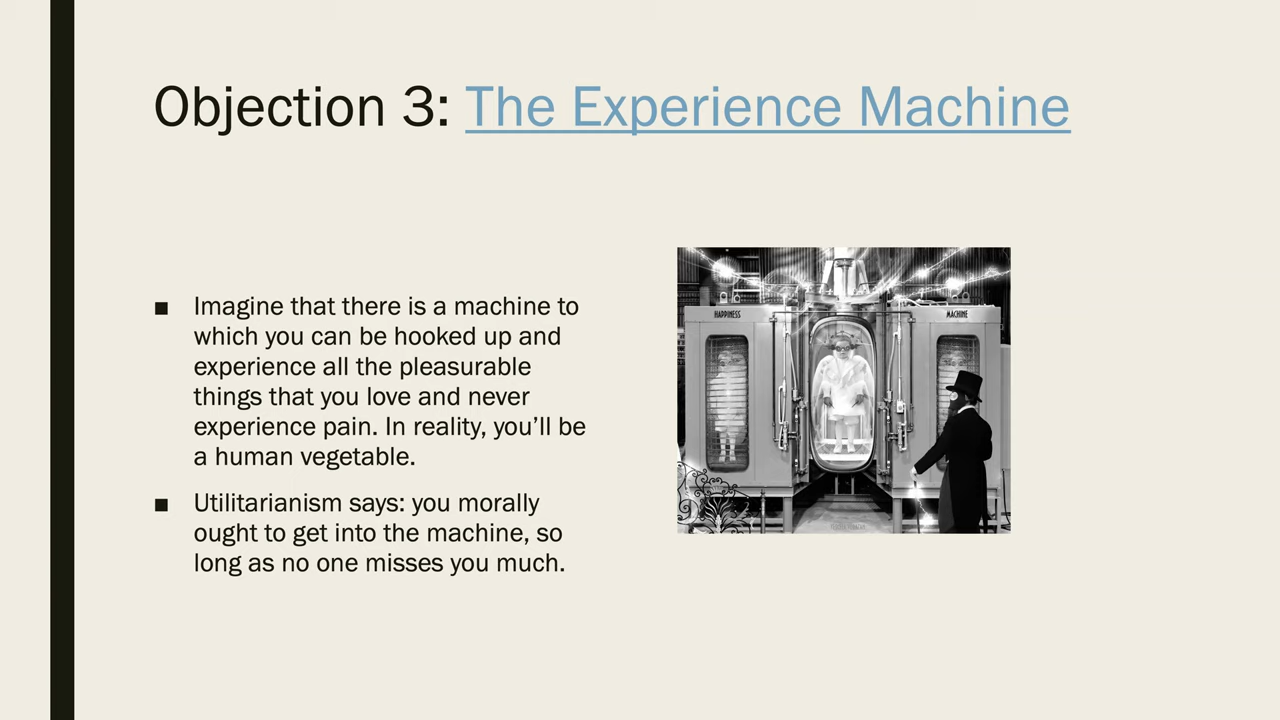 Objection 3: The Experience Machine
■ Imagine that there is a machine to
which you can be hooked up and
experience all the pleasurable
things that you love and never
experience pain. In reality, you’ll be
a human vegetable.
■ Utilitarianism says: you morally
ought to get into the machine, so
long as no one misses you much.
HAPPINESS
MACHINE